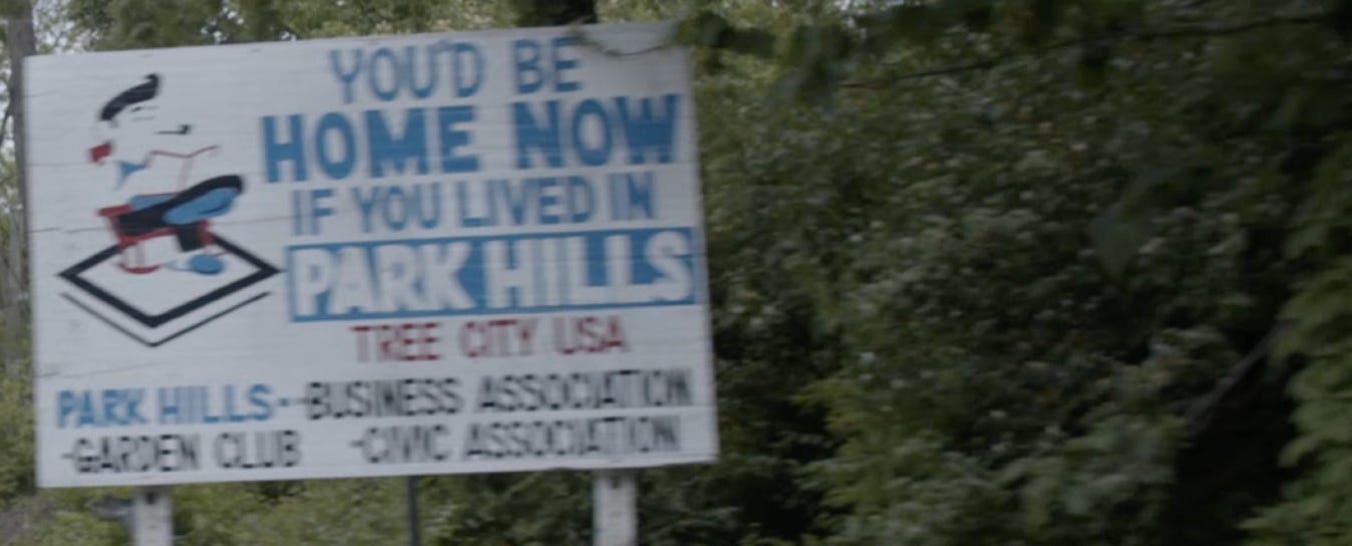 YOU'D BE
HOME NOW
IF YOU LIVED IN
PARK HILLS
TREE CITY USA
PARK HILLS--BUSINESS ASSOCIATION
-GARDEN CLUB -CIVIC ASSOCIATION